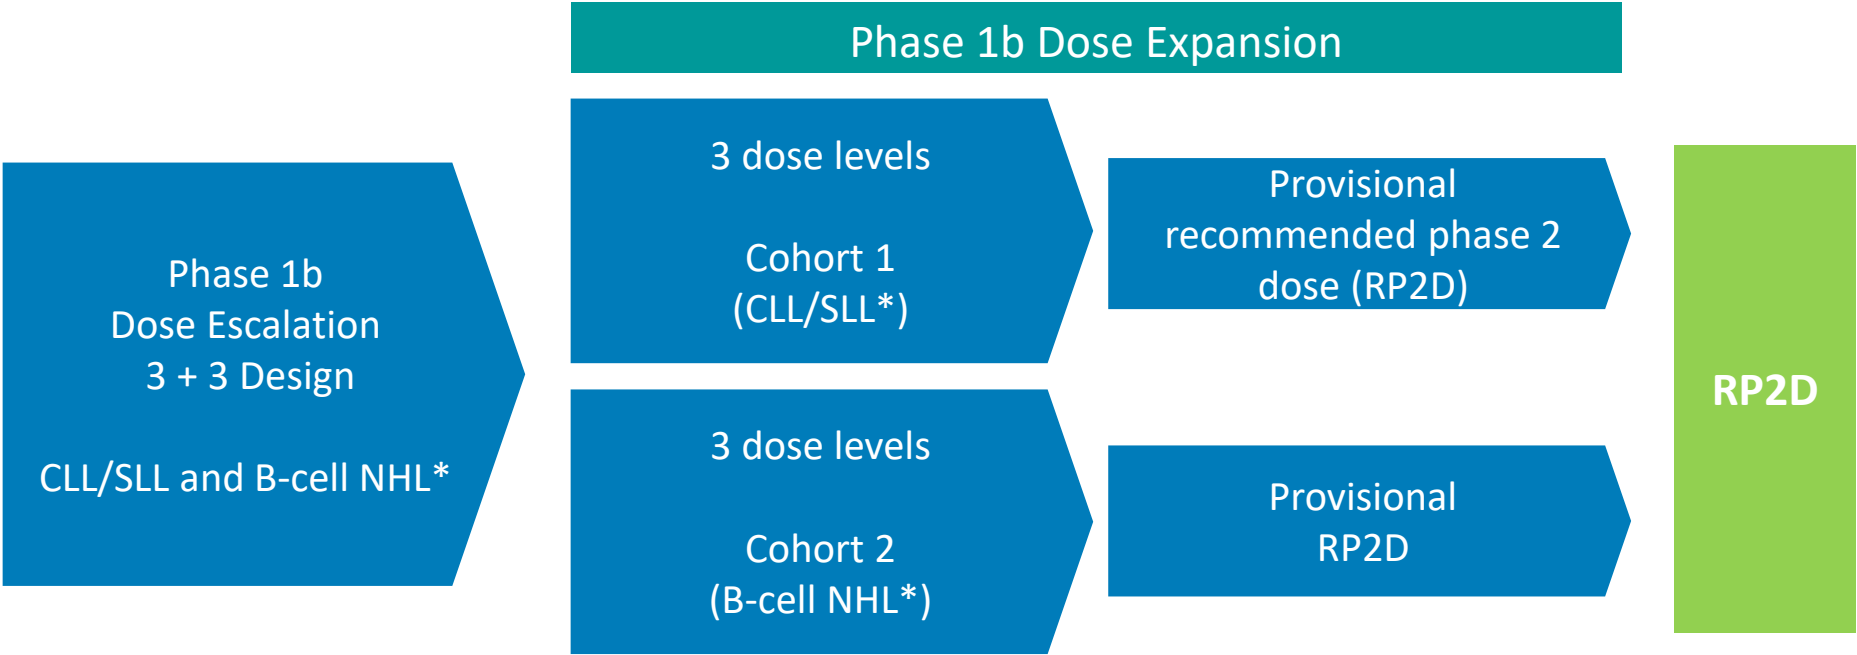 Phase 1b Dose Expansion
Phase 1b
Dose Escalation
3 + 3 Design
CLL/SLL and B-cell NHL*
3 dose levels
Cohort 1
(CLL/SLL*)
Provisional
recommended phase 2
dose (RP2D)
3 dose levels
Cohort 2
(B-cell NHL*)
Provisional
RP2D
RP2D